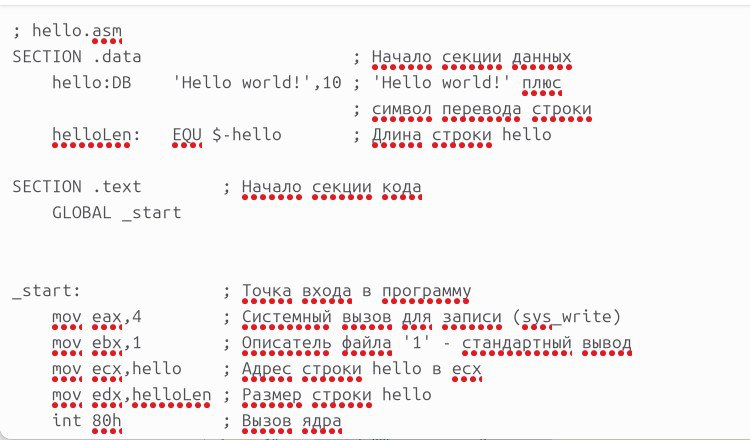 ; hello.asm
SECTION .data                     ; Начало секции данных
    hello:DB    'Hello world!',10 ; 'Hello world!' плюс
                                  ; символ перевода строки
    helloLen:   EQU $-hello       ; Длина строки hello
SECTION .text        ; Начало секции кода
    GLOBAL _start
_start:              ; Точка входа в программу
    mov eax,4        ; Системный вызов для записи (sys_write)
    mov ebx,1        ; Описатель файла '1' - стандартный вывод
    mov ecx,hello    ; Адрес строки hello в ecx
    mov edx,helloLen ; Размер строки hello
    int 80h          ; Вызов ядра